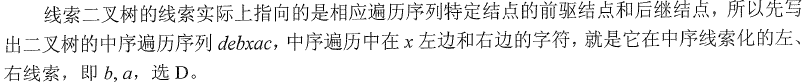 线索二叉树的线索实际上指向的是相应遍历序列特定结点的前驱结点和后继结点，所以先写
出二叉树的中序遍历序列 debxac，中序遍历中在 x 左边和右边的字符，就是它在中序线索化的左、
右线索，即 b, a，选 D。